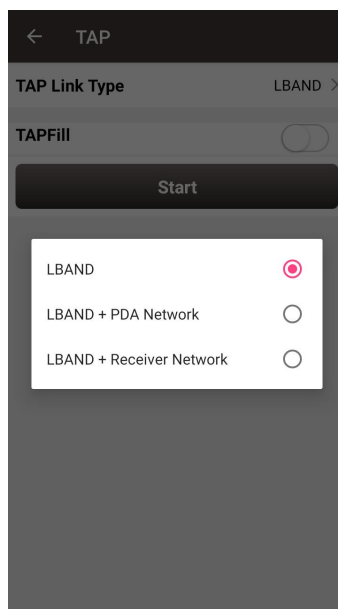 TAP
TAP Link Type LBAND
TAPFill
Start
LBAND
LBAND + PDA Network
LBAND + Receiver Network